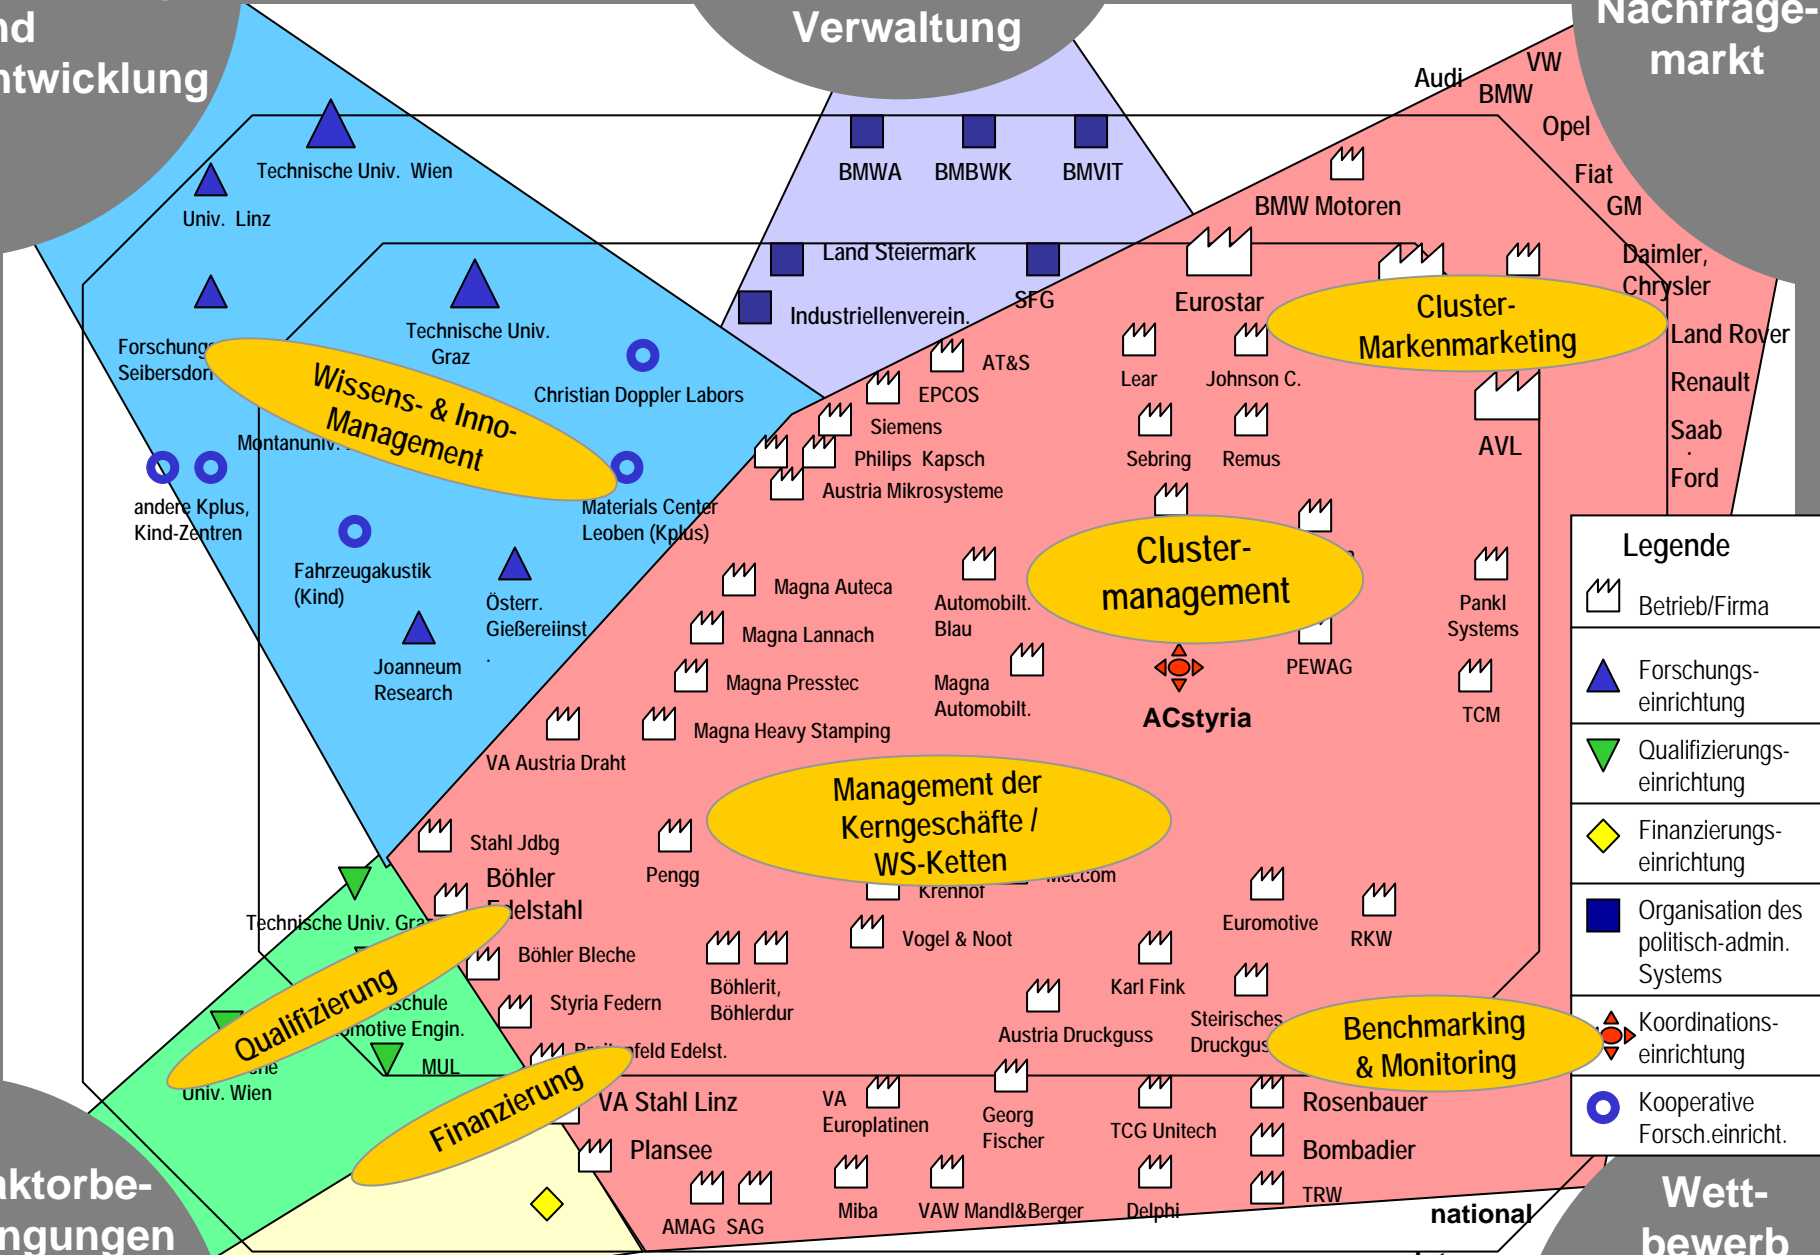 Verwaltung
Nachfrage-
markt
Audi
VW
BMW
Opel
Fiat
GM
Daimler,
Chrysler
Land Rover
Renault
Saab
Ford
Technische Univ. Wien
Univ. Linz
Forschungs
Seibersdorf
Technische Univ.
Graz
Christian Doppler Labors
Wissens- & Inno-
Management
Montanuniv.
andere Kplus,
Kind-Zentren
Materials Center
Leoben (Kplus)
Fahrzeugakustik
(Kind)
Österr.
Gießereiinst
.
Joanneum
Research
BMWA
BMBWK
BMVIT
Land Steiermark
SFG
Industriellenverein.
BMW Motoren
Eurostar
Cluster-
Markenmarketing
AT&S
EPCOS
Siemens
Philips Kapsch
Austria Mikrosysteme
Lear
Johnson C.
Sebring
Remus
AVL
Cluster-
management
Magna Auteca
Magna Lannach
Magna Presstec
Magna Heavy Stamping
VA Austria Draht
Automobilt.
Blau
Magna
Automobilt.
ACstyria
PEWAG
Pankl
Systems
TCM
Management der
Kerngeschäfte /
WS-Ketten
Stahl Jdbg
Böhler
Edelstahl
Pengg
Krenhof
Meccom
Vogel & Noot
Böhler Bleche
Styria Federn
Breitenfeld Edelst.
Böhlerit,
Böhlerdur
Euromotive
RKW
Karl Fink
Austria Druckguss
Steirisches
Druckgus
Benchmarking
& Monitoring
Technische Univ. Graz
Qualifizierung
MUL
Univ. Wien
Finanzierung
VA Stahl Linz
Plansee
AMAG SAG
VA
Europlatinen
Georg
Fischer
TCG Unitech
Rosenbauer
Bombadier
TRW
Miba
VAW Mandl&Berger
Delphi
national
Wett-
bewerb
Legende
Betrieb/Firma
Forschungs-
einrichtung
Qualifizierungs-
einrichtung
Finanzierungs-
einrichtung
Organisation des
politisch-admin.
Systems
Koordinations-
einrichtung
Kooperative
Forsch.einricht.